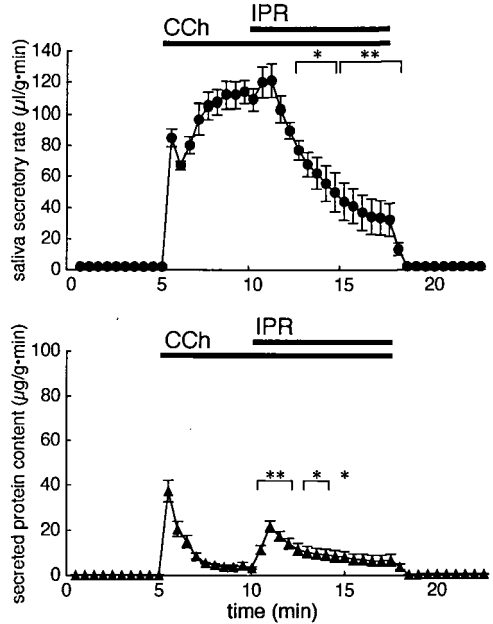 IPR
CCh
saliva secretory rate (μl/g•min)
140
120
100
80
60
40
20
0
* **
0 5 10 15 20
IPR
CCh
secreted protein content (μg/g•min)
100
80
60
40
20
0
** * *
0 5 10 15 20
time (min)